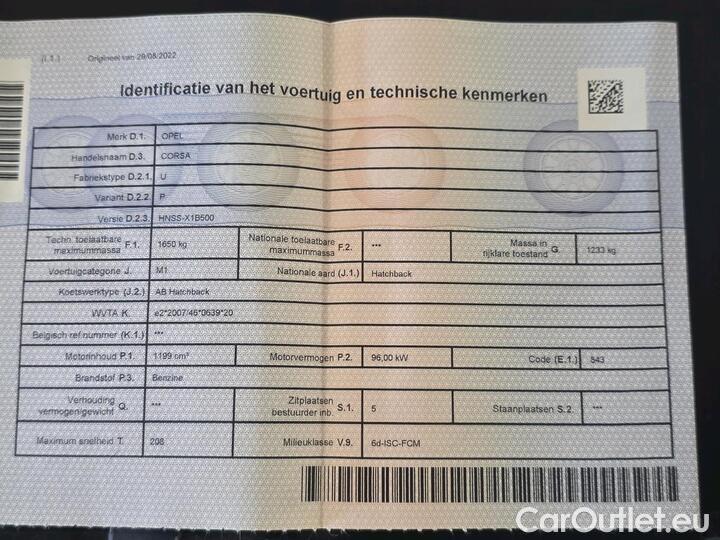 (I.1.) Origineel van 29/08/2022
Identificatie van het voertuig en technische kenmerken
Merk D.1. OPEL
Handelsnaam D.3. CORSA
Fabriekstype D.2.1. U
Variant D.2.2. P
Versie D.2.3. HNSS-X1B500
Techn. toelaatbare maximummassa F.1. 1650 kg Nationale toelaatbare maximummassa F.2. *** Massa in rijklare toestand G. 1233 kg
Voertuigcategorie J. M1 Nationale aard (J.1.) Hatchback
Koetswerktype (J.2.) AB Hatchback
WVTA K. e2*2007/46*0639*20
Belgisch ref.nummer (K.1.) ***
Motorinhoud P.1. 1199 cm³ Motorvermogen P.2. 96,00 kW Code (E.1.) 843
Brandstof P.3. Benzine
Verhouding vermogen/gewicht Q. *** Zitplaatsen bestuurder inb. S.1. 5 Staanplaatsen S.2. ***
Maximum snelheid T. 208 Milieuklasse V.9. 6d-ISC-FCM
CarOutlet.eu